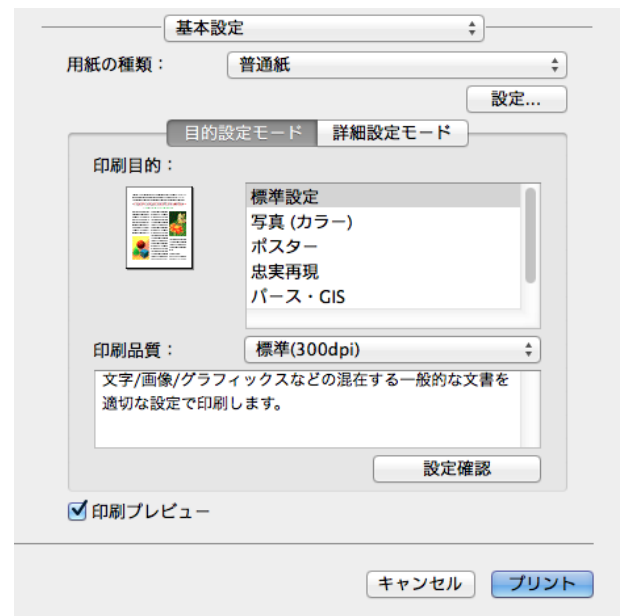 基本設定
用紙の種類： 普通紙
設定...
目的設定モード 詳細設定モード
印刷目的：
標準設定
写真 (カラー)
ポスター
忠実再現
パース・GIS
印刷品質： 標準(300dpi)
文字/画像/グラフィックスなどの混在する一般的な文書を
適切な設定で印刷します。
設定確認
印刷プレビュー
キャンセル プリント